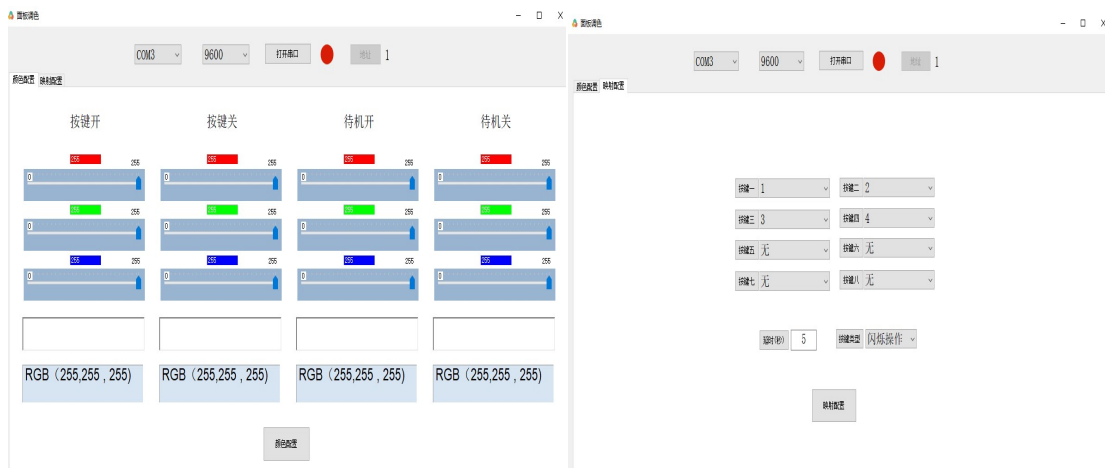 面板调色
COM3 9600 打开串口 地址 1
颜色配置 映射配置
按键开 按键关 待机开 待机关
255 255 255 255 255 255 255 255
0 0 0 0
255 255 255 255 255 255 255 255
0 0 0 0
255 255 255 255 255 255 255 255
0 0 0 0
RGB（255,255 , 255) RGB（255,255 , 255) RGB（255,255 , 255) RGB（255,255 , 255)
颜色配置
面板调色
COM3 9600 打开串口 地址 1
颜色配置 映射配置
按键一 1 按键二 2
按键三 3 按键四 4
按键五 无 按键六 无
按键七 无 按键八 无
延时(秒) 5 按键类型 闪烁操作
映射配置